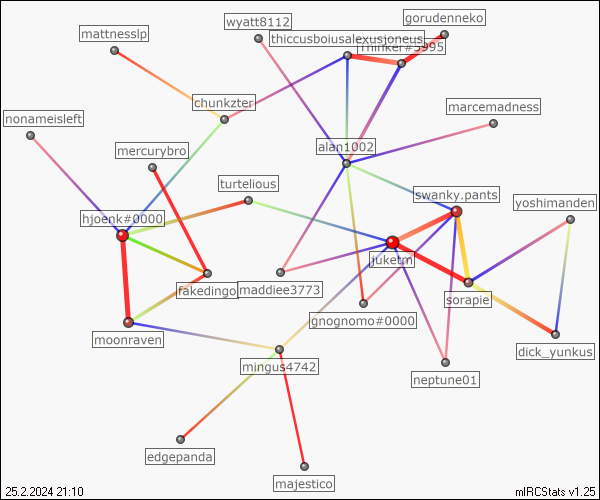 gorudenneko
wyatt8112
mattnesslp
thiccusboiusalexusjoneus
Thinker#5995
chunkzter
marcemadness
nonameisleft
alan1002
mercurybro
turtelious
swanky.pants
yoshimanden
hjoenk#0000
juketm
fakedingo
maddiee3773
sorapie
gnognomo#0000
moonraven
dick_yunkus
mingus4742
neptune01
edgepanda
majestico
25.2.2024 21:10
mIRCStats v1.25